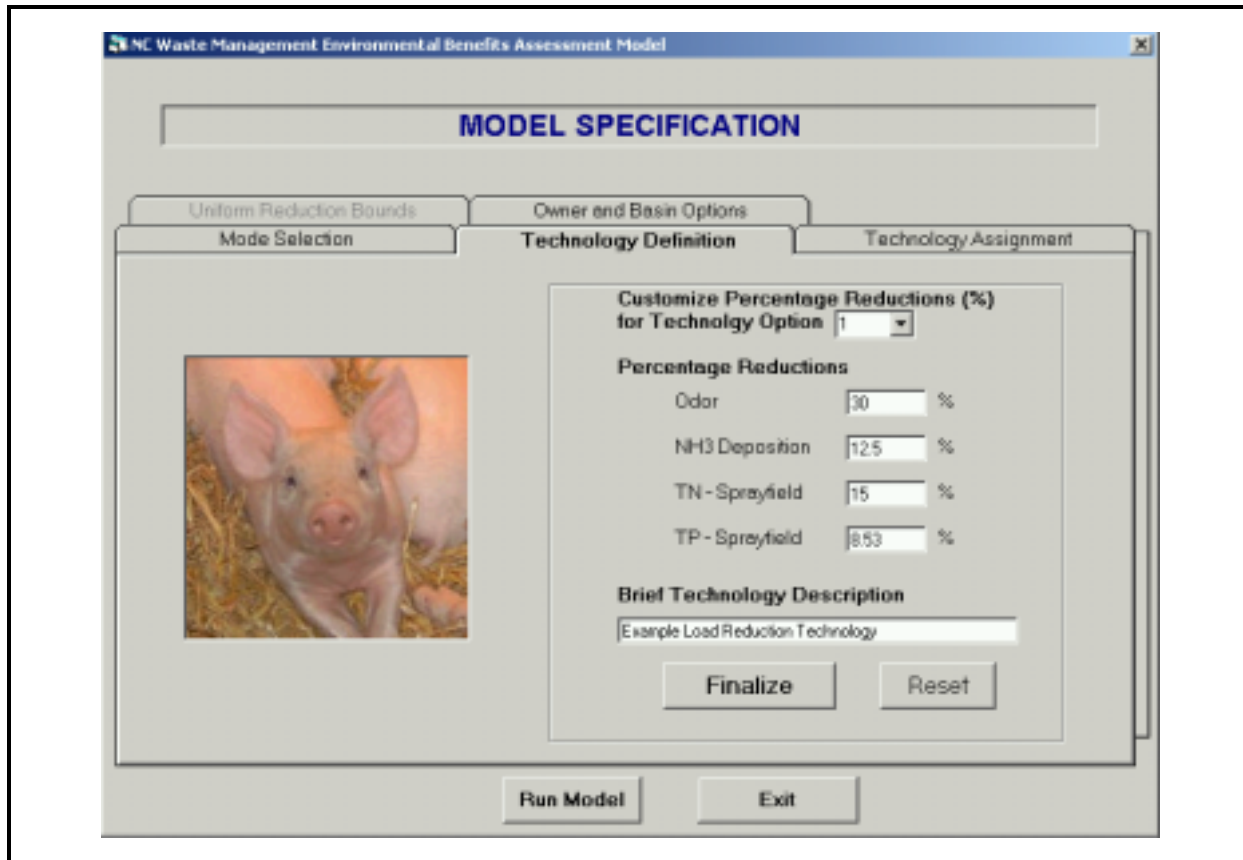 NC Waste Management Environmental Benefits Assessment Model
MODEL SPECIFICATION
Uniform Reduction Bounds
Owner and Basin Options
Mode Selection
Technology Definition
Technology Assignment
Customize Percentage Reductions (%)
for Technolgy Option 1
Percentage Reductions
Odor 30 %
NH3 Deposition 12.5 %
TN - Sprayfield 15 %
TP - Sprayfield 8.53 %
Brief Technology Description
Example Load Reduction Technology
Finalize
Reset
Run Model
Exit